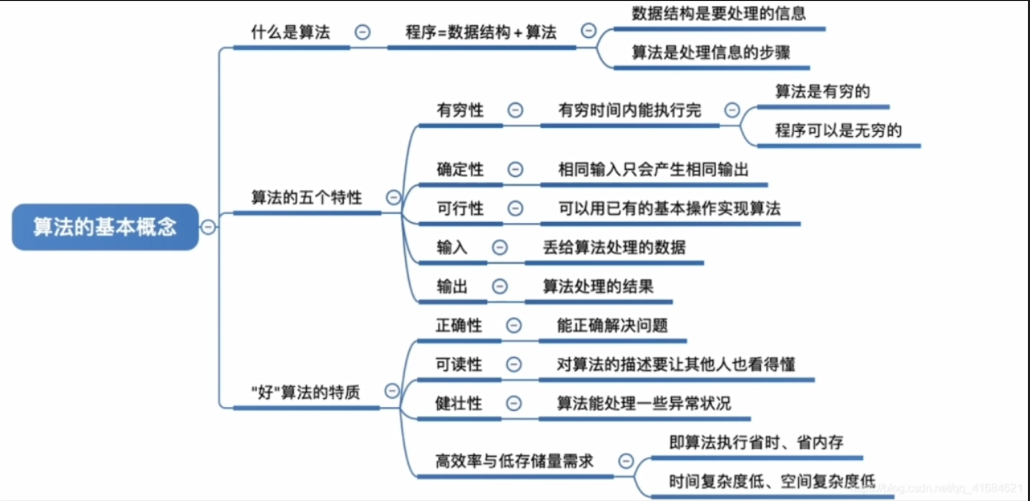 什么是算法
程序=数据结构+算法
数据结构是要处理的信息
算法是处理信息的步骤
算法的基本概念
算法的五个特性
有穷性
有穷时间内能执行完
算法是有穷的
程序可以是无穷的
确定性
相同输入只会产生相同输出
可行性
可以用已有的基本操作实现算法
输入
丢给算法处理的数据
输出
算法处理的结果
"好"算法的特质
正确性
能正确解决问题
可读性
对算法的描述要让其他人也看得懂
健壮性
算法能处理一些异常状况
高效率与低存储量需求
即算法执行省时、省内存
时间复杂度低、空间复杂度低